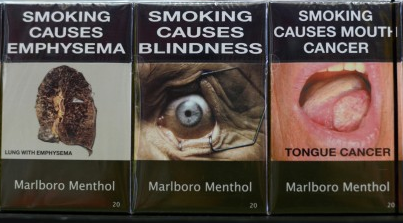 SMOKING
CAUSES
EMPHYSEMA
LUNG WITH EMPHYSEMA
Marlboro Menthol
20
SMOKING
CAUSES
BLINDNESS
Marlboro Menthol
20
SMOKING
CAUSES MOUTH
CANCER
TONGUE CANCER
Marlboro Menthol
20